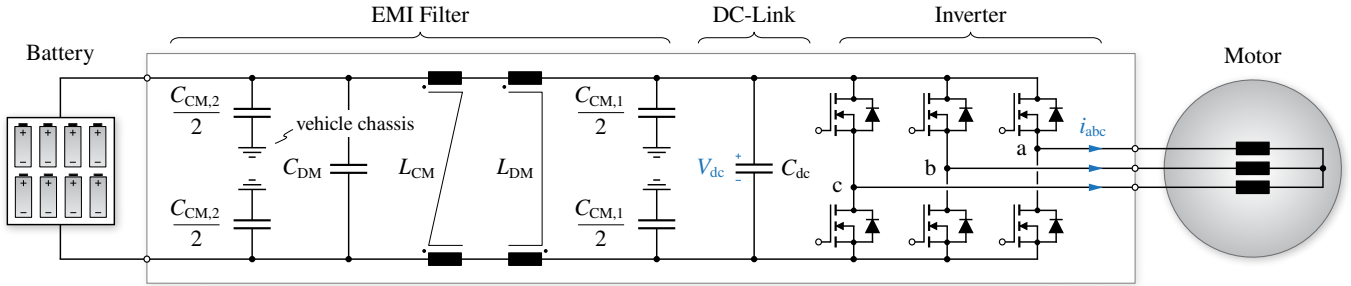 EMI Filter
DC-Link
Inverter
Battery
Motor
C_CM,2
2
C_CM,1
2
vehicle chassis
i_abc
a
C_DM
L_CM
L_DM
V_dc
+
−
C_dc
b
c
C_CM,2
2
C_CM,1
2
+ + + +
− − − −
+ + + +
− − − −